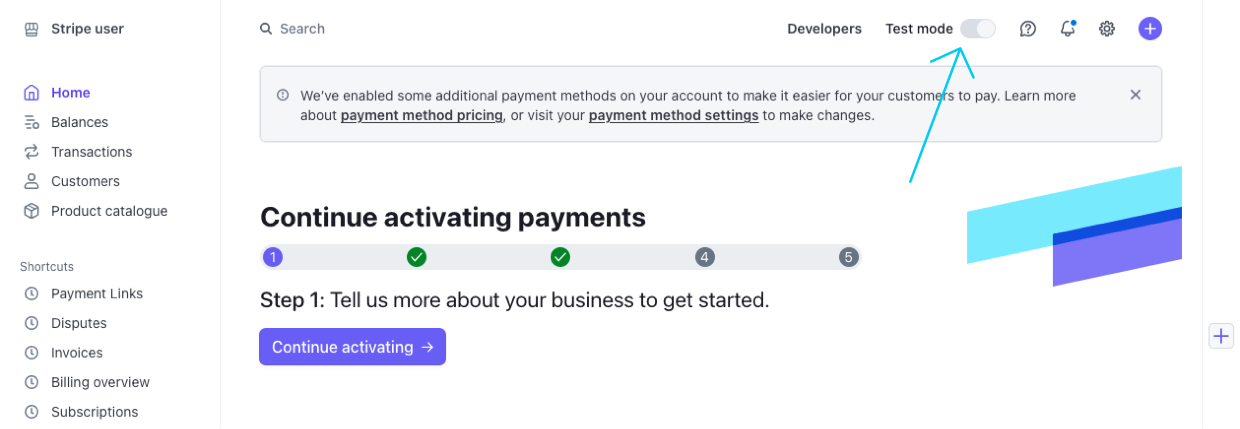 Stripe user
Search
Developers
Test mode
Home
Balances
Transactions
Customers
Product catalogue
Shortcuts
Payment Links
Disputes
Invoices
Billing overview
Subscriptions
We've enabled some additional payment methods on your account to make it easier for your customers to pay. Learn more
about payment method pricing, or visit your payment method settings to make changes.
Continue activating payments
1
4
5
Step 1: Tell us more about your business to get started.
Continue activating →